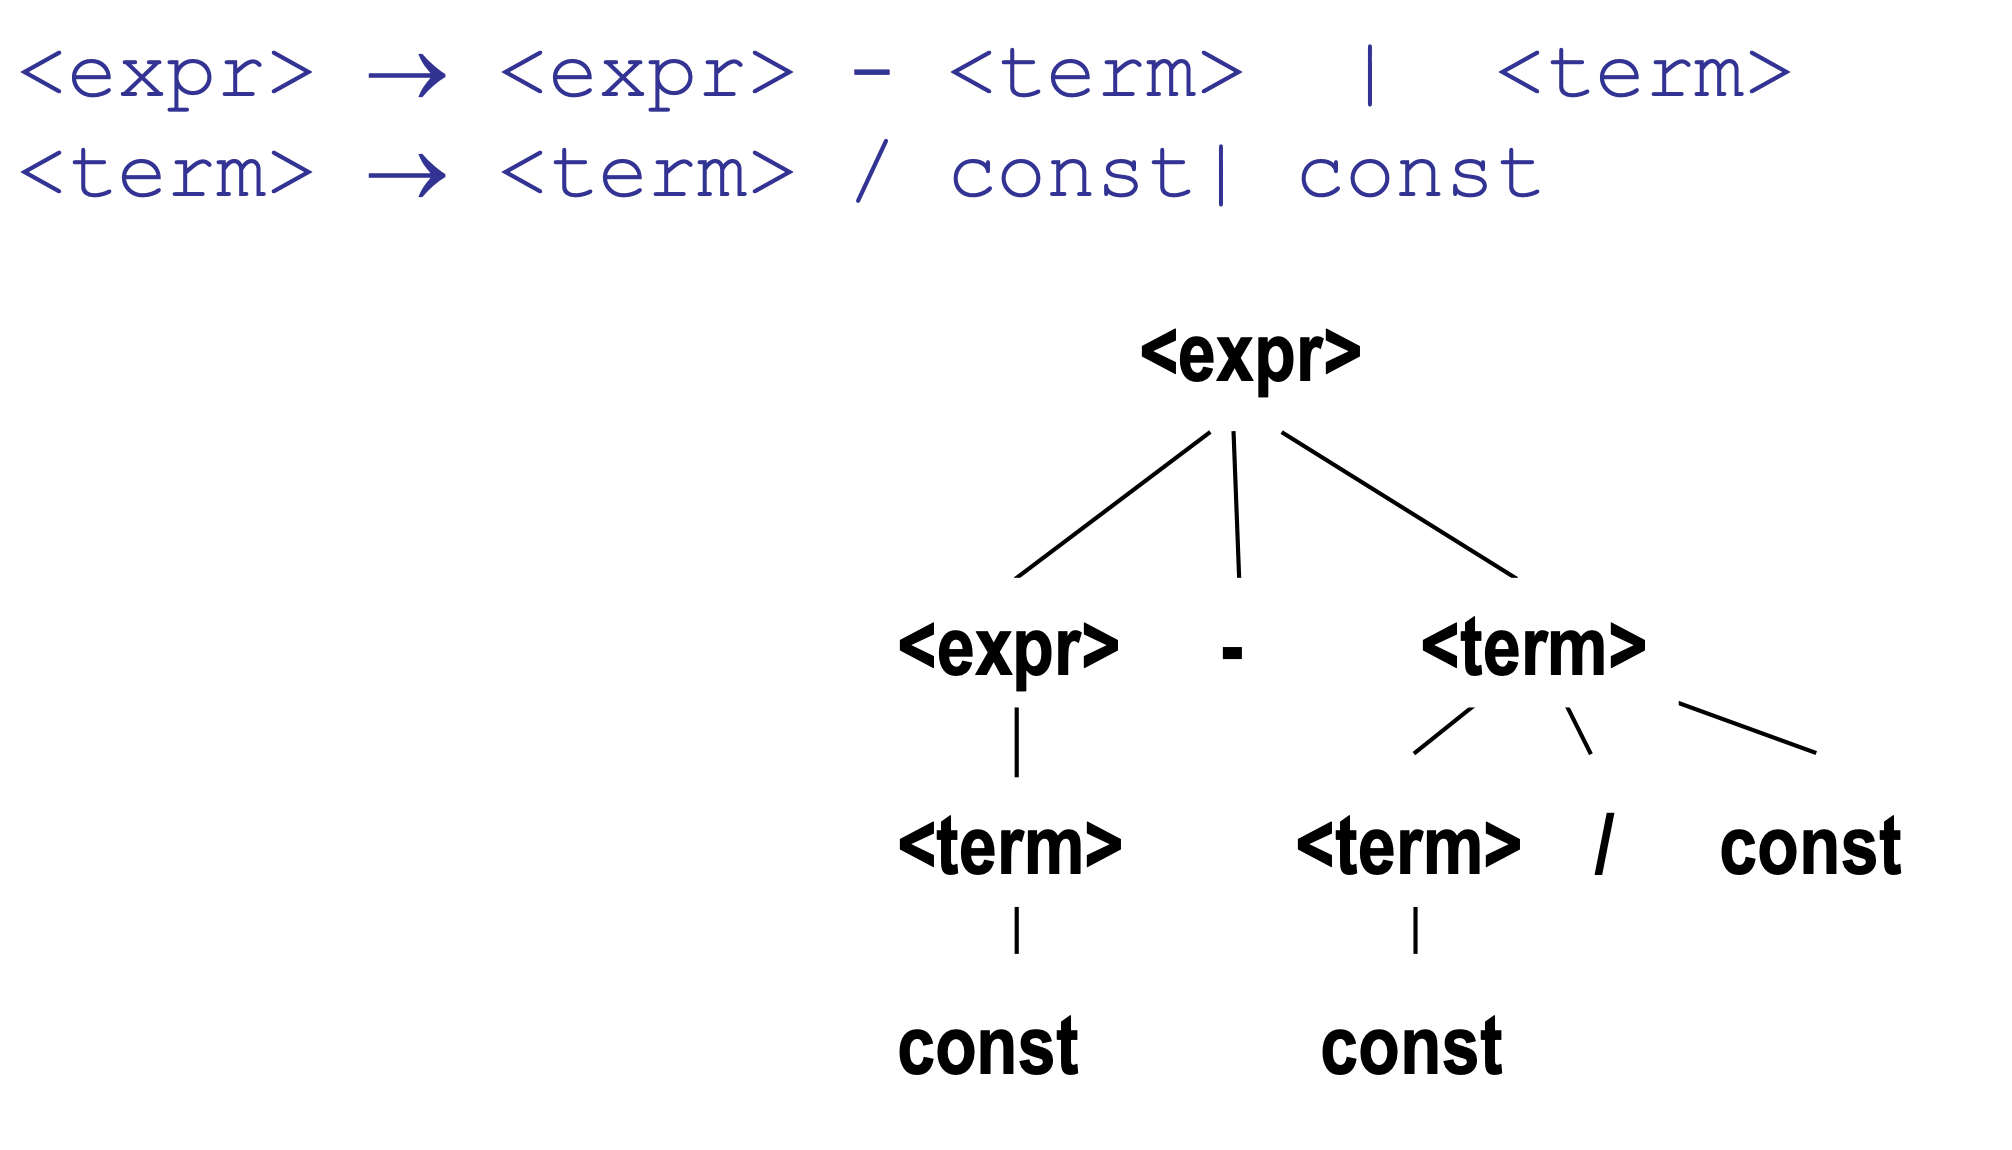 <expr> → <expr> - <term> | <term>
<term> → <term> / const| const
<expr>
<expr> - <term>
<term> <term> / const
const const